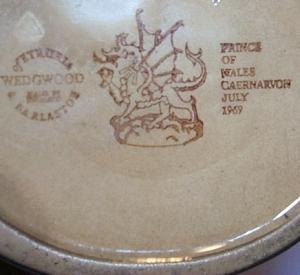 ETRURIA
WEDGWOOD
& BARLASTON
PRINCE
OF
WALES
CAERNARVON
JULY
1969